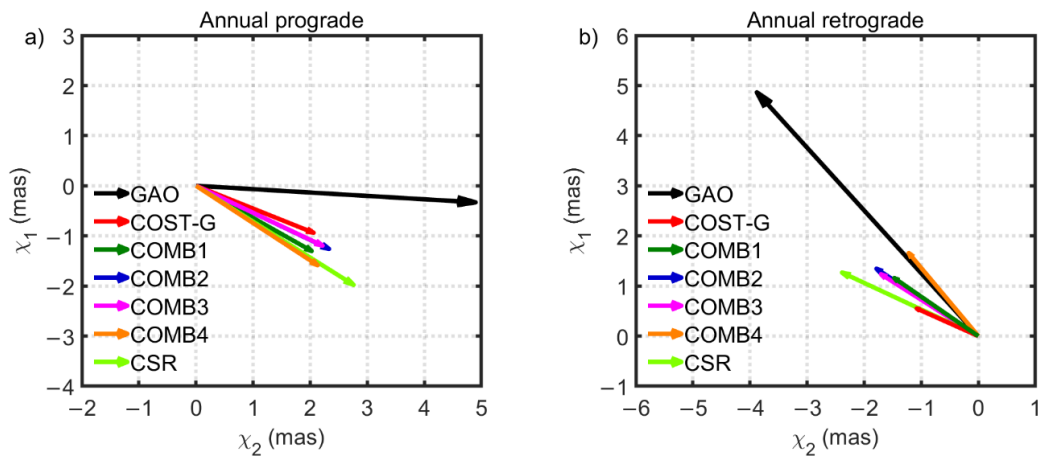 Annual prograde
a)
3
2
1
0
−1
−2
−3
−4
χ1 (mas)
GAO
COST-G
COMB1
COMB2
COMB3
COMB4
CSR
−2 −1 0 1 2 3 4 5
χ2 (mas)
Annual retrograde
b)
6
5
4
3
2
1
0
−1
χ1 (mas)
GAO
COST-G
COMB1
COMB2
COMB3
COMB4
CSR
−6 −5 −4 −3 −2 −1 0 1
χ2 (mas)